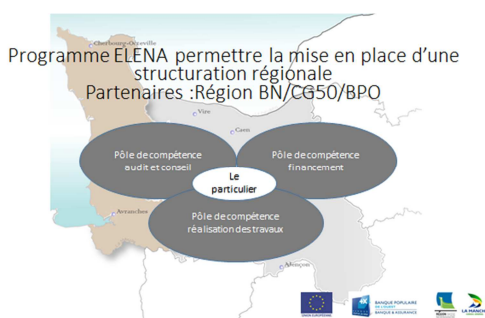 Cherbourg-Octeville
Programme ELENA permettre la mise en place d'une
structuration régionale
Partenaires :Région BN/CG50/BPO
Vire
Caen
Pôle de compétence
audit et conseil
Pôle de compétence
financement
Le
particulier
Avranches
Pôle de compétence
réalisation des travaux
Alençon
UNION EUROPÉENNE
BANQUE POPULAIRE
DE L'OUEST
BANQUE & ASSURANCE
LA MANCHE